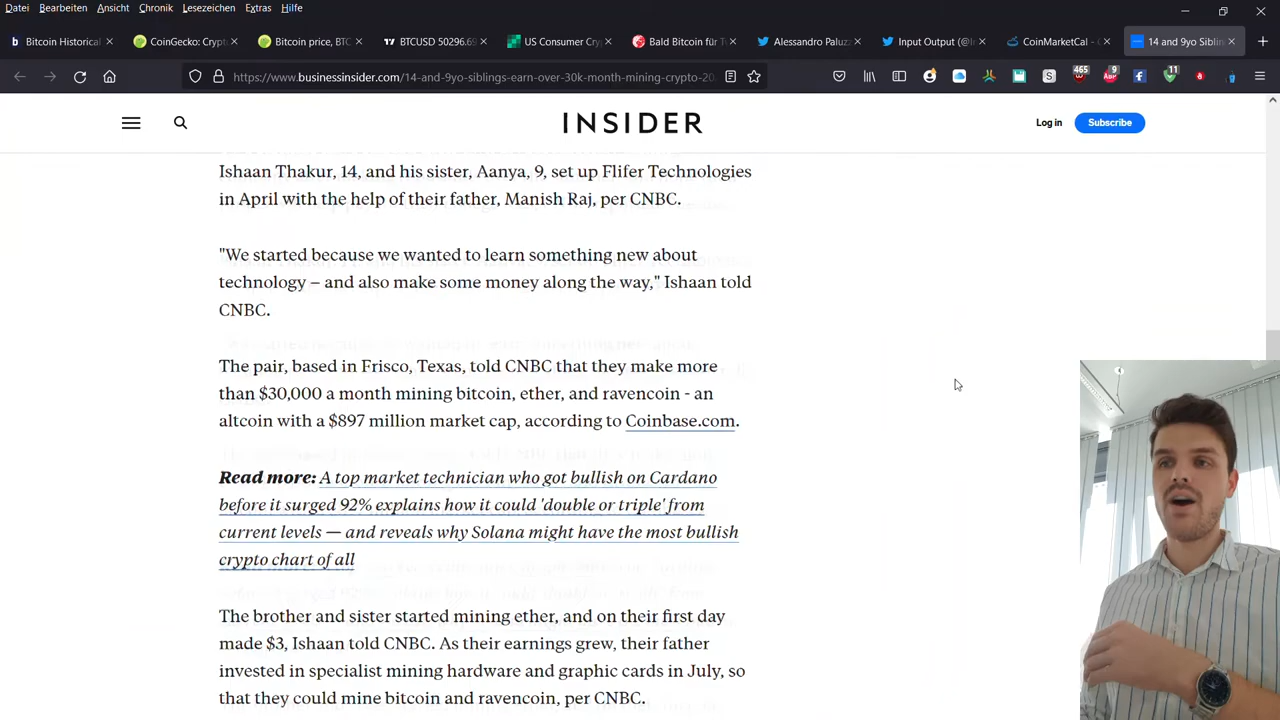 Datei Bearbeiten Ansicht Chronik Lesezeichen Extras Hilfe
Bitcoin Historical
CoinGecko: Crypt
Bitcoin price, BTC
BTCUSD 50296.69
US Consumer Cry
Bald Bitcoin für T
Alessandro Paluz
Input Output (@I
CoinMarketCal - C
14 and 9yo Siblin
https://www.businessinsider.com/14-and-9yo-siblings-earn-over-30k-month-mining-crypto-20
465
9
11
INSIDER
Log in
Subscribe
Ishaan Thakur, 14, and his sister, Aanya, 9, set up Flifer Technologies
in April with the help of their father, Manish Raj, per CNBC.
"We started because we wanted to learn something new about
technology – and also make some money along the way," Ishaan told
CNBC.
The pair, based in Frisco, Texas, told CNBC that they make more
than $30,000 a month mining bitcoin, ether, and ravencoin - an
altcoin with a $897 million market cap, according to Coinbase.com.
Read more: A top market technician who got bullish on Cardano
before it surged 92% explains how it could 'double or triple' from
current levels — and reveals why Solana might have the most bullish
crypto chart of all
The brother and sister started mining ether, and on their first day
made $3, Ishaan told CNBC. As their earnings grew, their father
invested in specialist mining hardware and graphic cards in July, so
that they could mine bitcoin and ravencoin, per CNBC.